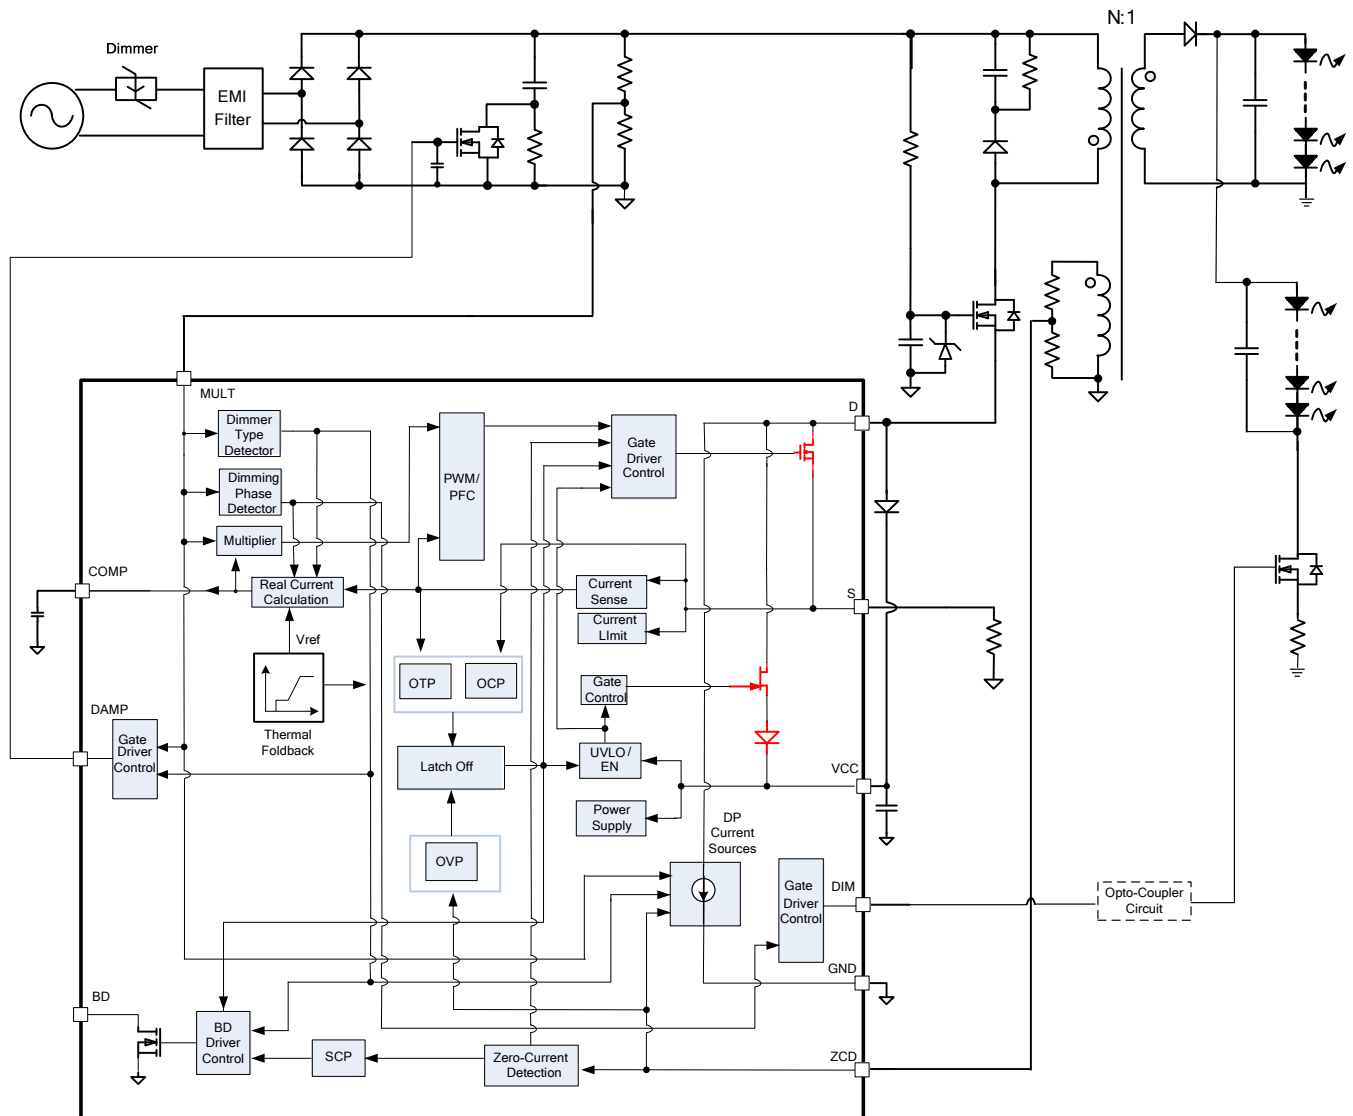 N:1
Dimmer
EMI
Filter
MULT
D
Dimmer
Type
Detector
Gate
Driver
Control
PWM/
PFC
Dimming
Phase
Detector
Multiplier
COMP
Real Current
Calculation
Current
Sense
S
Current
LImit
Vref
OTP
OCP
Gate
Control
DAMP
Gate
Driver
Control
Thermal
Foldback
Latch Off
UVLO /
EN
VCC
Power
Supply
DP
Current
Sources
OVP
Gate
Driver
Control
DIM
Opto-Coupler
Circuit
GND
BD
BD
Driver
Control
SCP
Zero-Current
Detection
ZCD